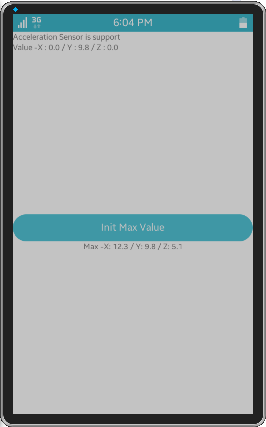 3G
6:04 PM
Acceleration Sensor is support
Value -X : 0.0 / Y : 9.8 / Z : 0.0
Init Max Value
Max -X: 12.3 / Y: 9.8 / Z: 5.1